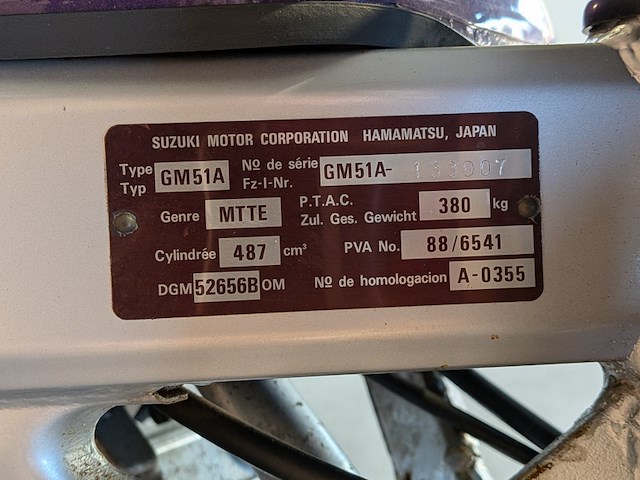 SUZUKI MOTOR CORPORATION HAMAMATSU, JAPAN
Type
Typ
GM51A
Nº de série
Fz-I-Nr.
GM51A-133007
Genre MTTE
P.T.A.C.
Zul. Ges. Gewicht
380 kg
Cylindrée 487 cm³
PVA No. 88/6541
DGM 52656B OM
Nº de homologacion A-0355